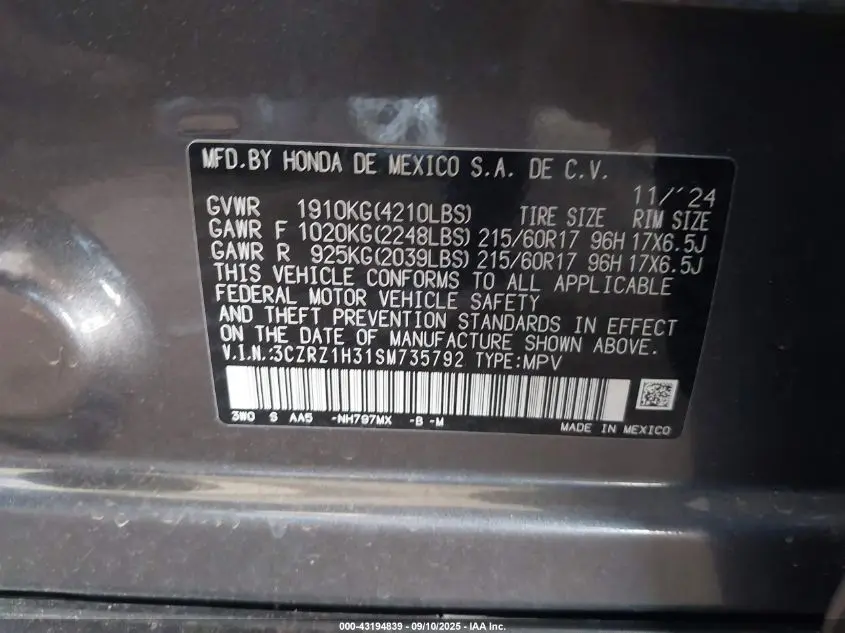 MFD.BY HONDA DE MEXICO S.A. DE C.V.
11/'24
GVWR 1910KG(4210LBS) TIRE SIZE RIM SIZE
GAWR F 1020KG(2248LBS) 215/60R17 96H 17X6.5J
GAWR R 925KG(2039LBS) 215/60R17 96H 17X6.5J
THIS VEHICLE CONFORMS TO ALL APPLICABLE
FEDERAL MOTOR VEHICLE SAFETY
AND THEFT PREVENTION STANDARDS IN EFFECT
ON THE DATE OF MANUFACTURE SHOWN ABOVE.
V.I.N.:3CZRZ1H31SM735792 TYPE:MPV
3W0 S AA5 -NH797MX -B -M
MADE IN MEXICO
000-43194839 - 09/10/2025 - IAA Inc.